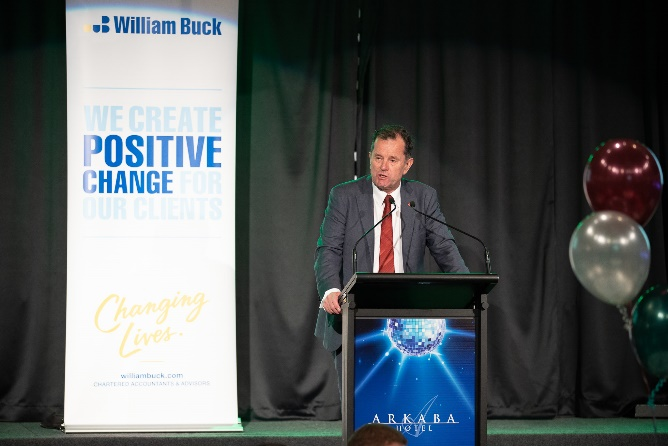 William Buck
WE CREATE
POSITIVE
CHANGE FOR
OUR CLIENTS
Changing
Lives.
williambuck.com
CHARTERED ACCOUNTANTS & ADVISORS
ARKABA
HOTEL